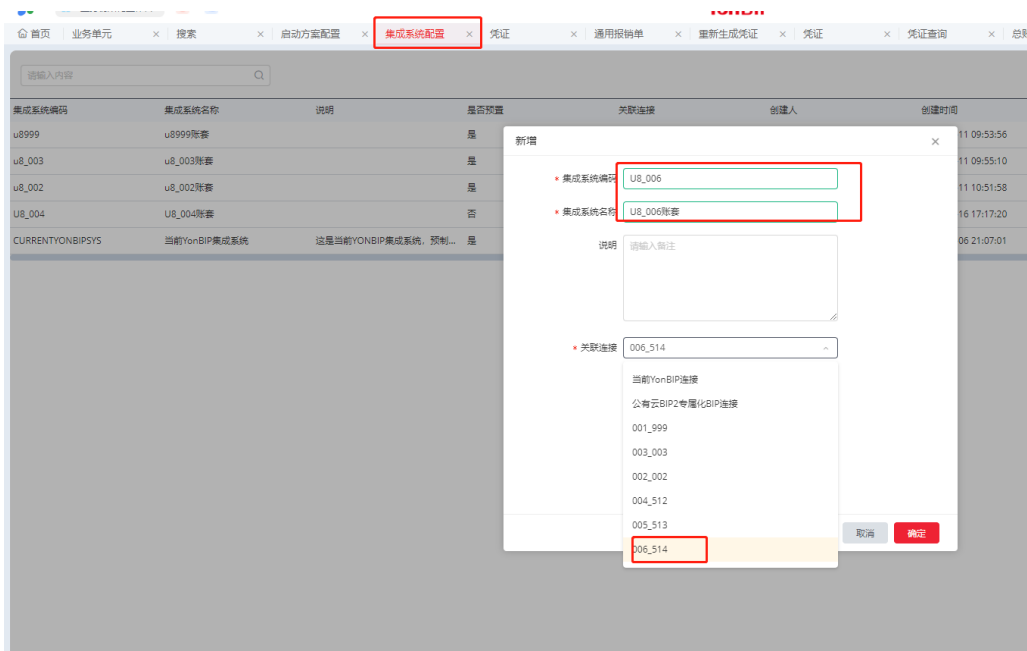 首页 业务单元 × 搜索 × 启动方案配置 × 集成系统配置 × 凭证 × 通用报销单 × 重新生成凭证 × 凭证 × 凭证查询 ×
请输入内容
集成系统编码 集成系统名称 说明 是否预置 关联连接 创建人 创建时间
u8999 u8999账套 是 11 09:53:56
u8_003 u8_003账套 是 11 09:55:10
u8_002 u8_002账套 是 11 10:51:58
U8_004 U8_004账套 否 16 17:17:20
CURRENTYONBIPSYS 当前YonBIP集成系统 这是当前YONBIP集成系统, 预制... 是 06 21:07:01
新增 ×
* 集成系统编码 U8_006
* 集成系统名称 U8_006账套
说明 请输入备注
* 关联连接 006_514
当前YonBIP连接
公有云BIP2专属化BIP连接
001_999
003_003
002_002
004_512
005_513
006_514
取消 确定